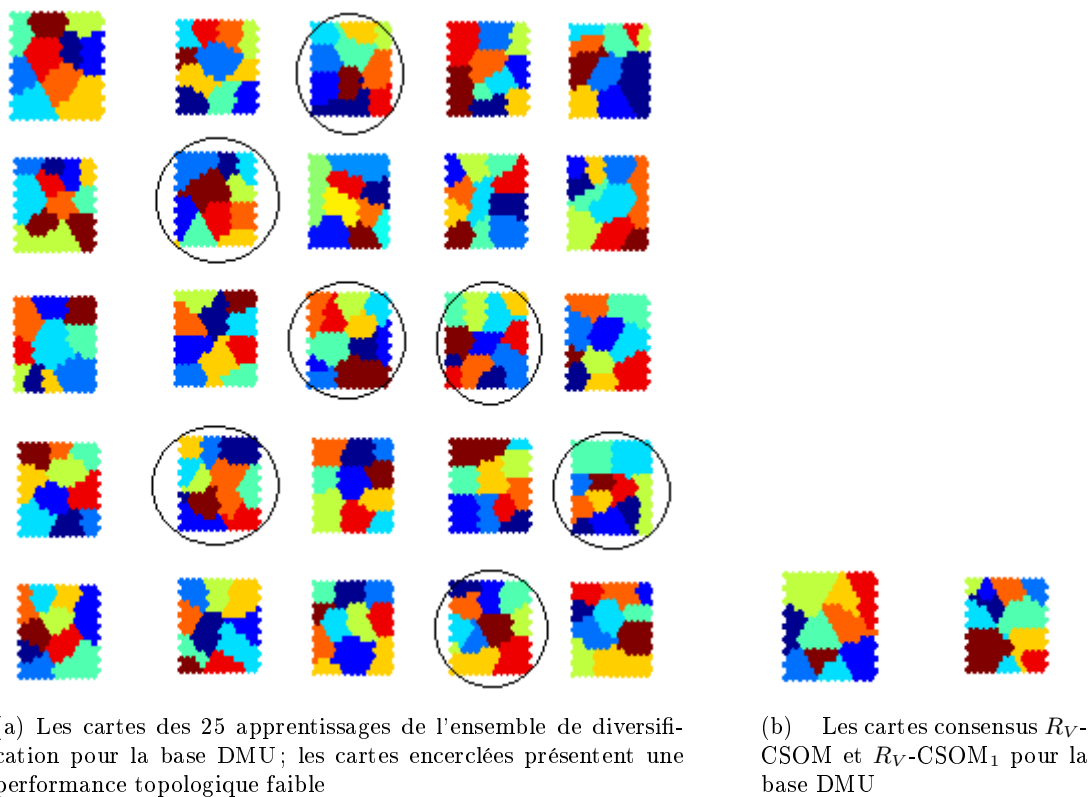 (a) Les cartes des 25 apprentissages de l'ensemble de diversifi-
cation pour la base DMU ; les cartes encerclées présentent une
performance topologique faible
(b) Les cartes consensus R_V-
CSOM et R_V-CSOM₁ pour la
base DMU